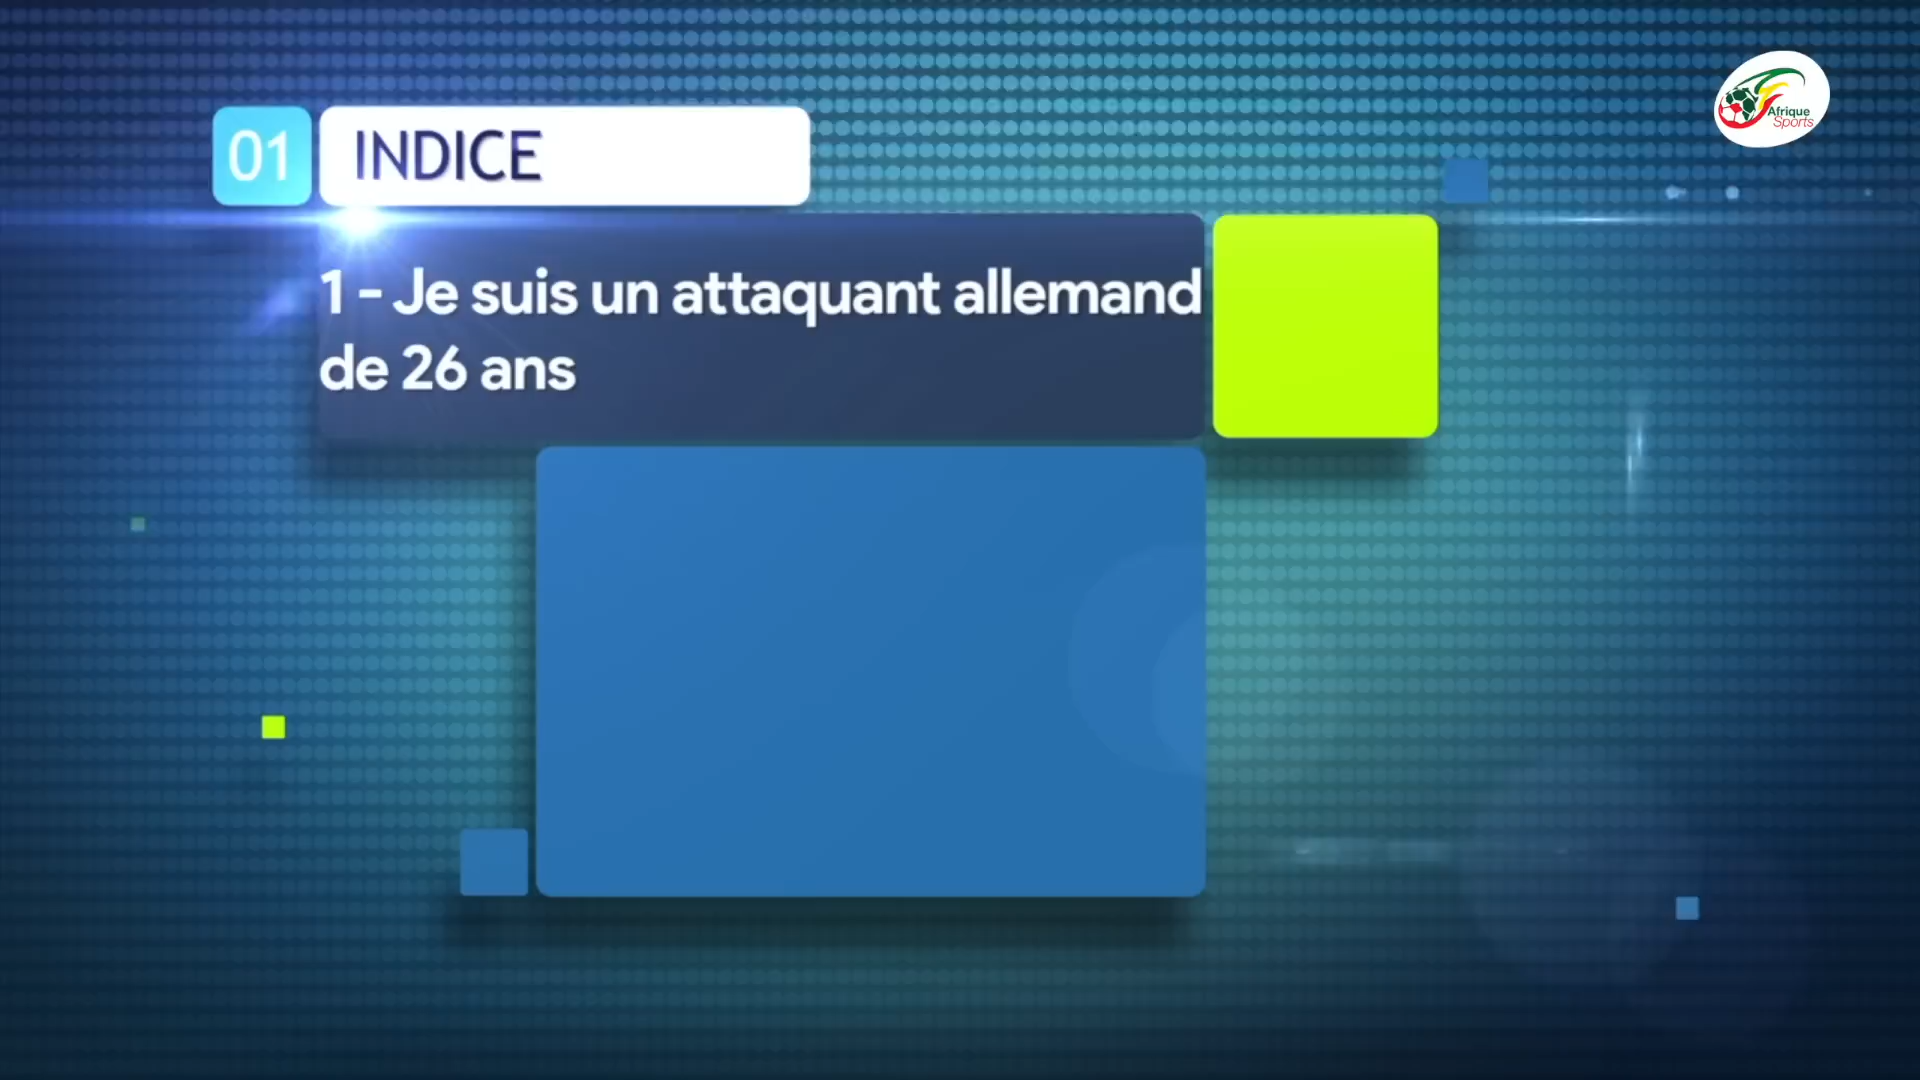 01 INDICE
1 - Je suis un attaquant allemand
de 26 ans
Afrique
Sports